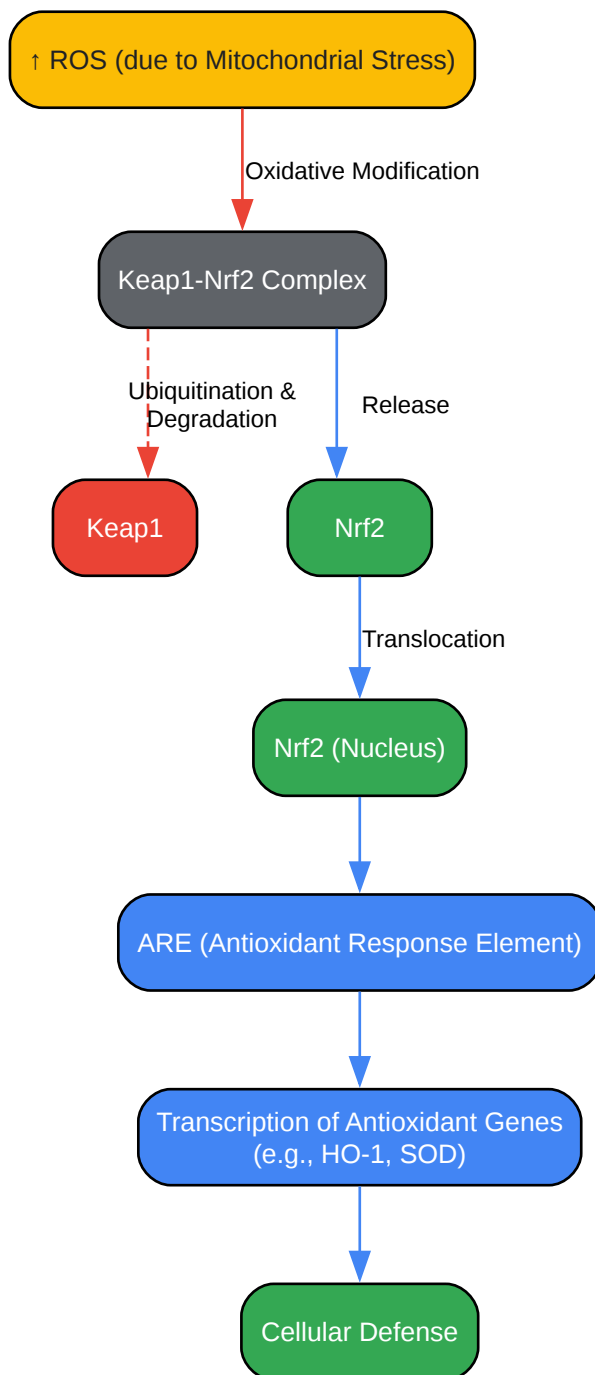 ↑ ROS (due to Mitochondrial Stress)
Oxidative Modification
Keap1-Nrf2 Complex
Ubiquitination &
Degradation
Release
Keap1
Nrf2
Translocation
Nrf2 (Nucleus)
ARE (Antioxidant Response Element)
Transcription of Antioxidant Genes
(e.g., HO-1, SOD)
Cellular Defense